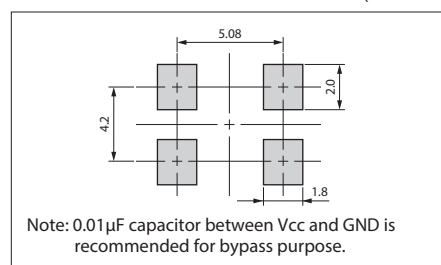 5.08
2.0
4.2
1.8
Note: 0.01μF capacitor between Vcc and GND is
recommended for bypass purpose.